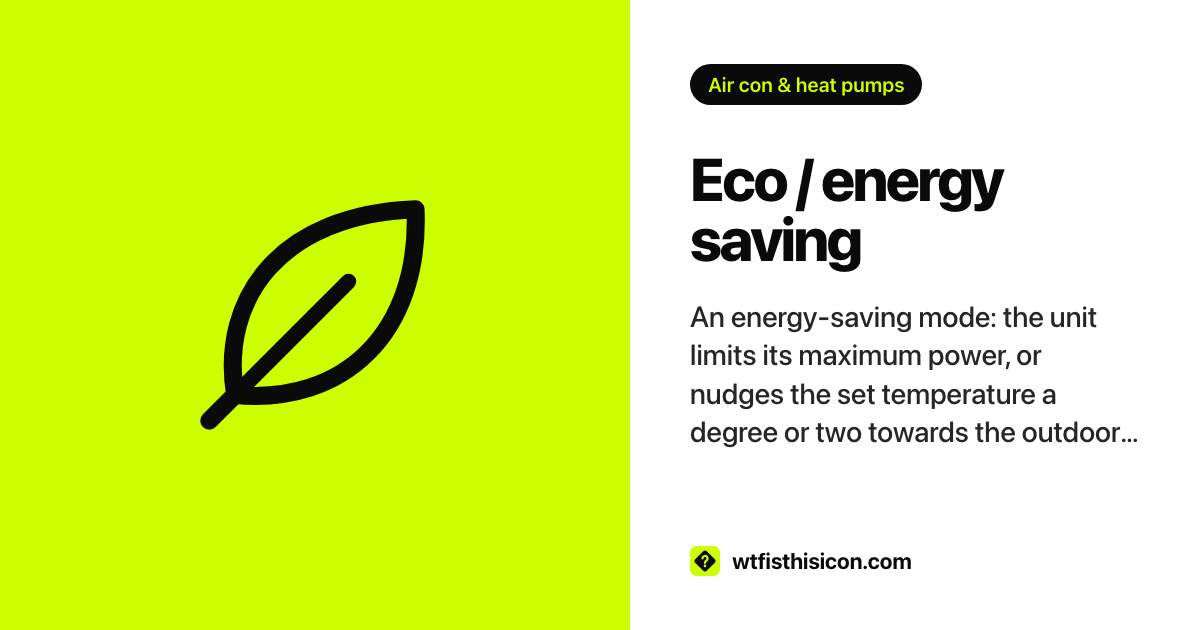 Air con & heat pumps
Eco / energy
saving
An energy-saving mode: the unit
limits its maximum power, or
nudges the set temperature a
degree or two towards the outdoor…
?
wtfisthisicon.com